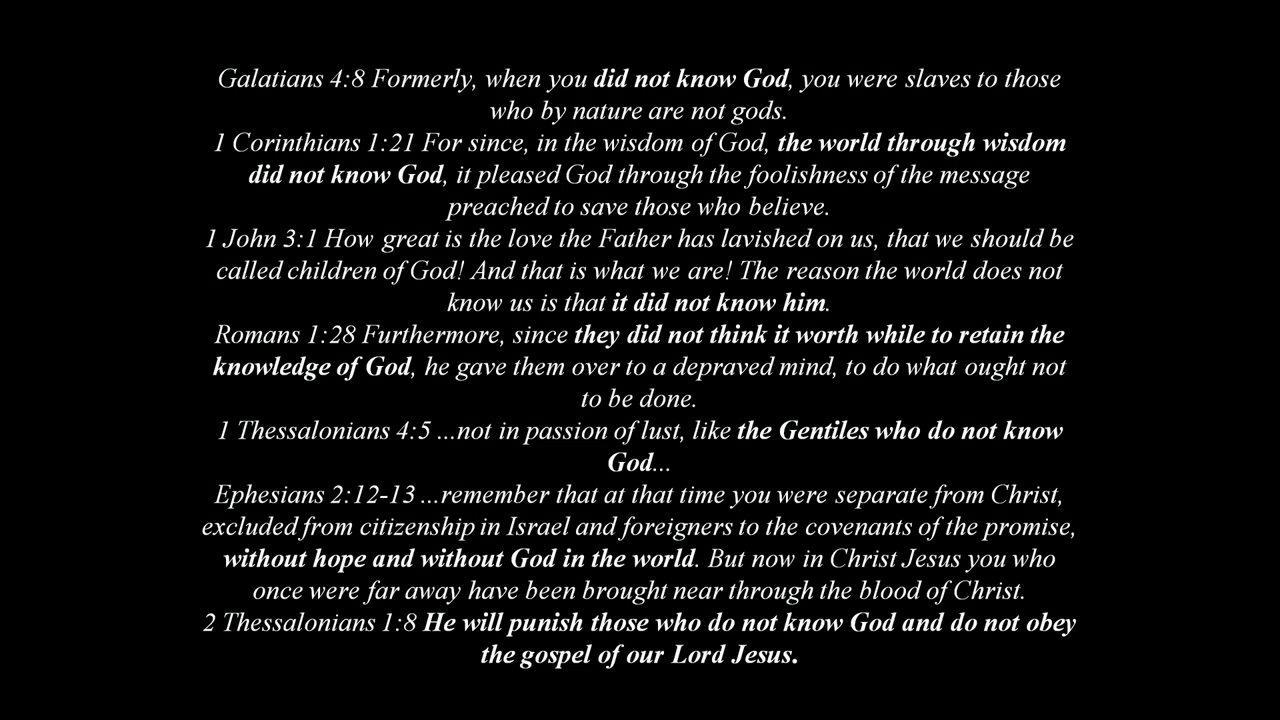 Galatians 4:8 Formerly, when you did not know God, you were slaves to those
who by nature are not gods.
1 Corinthians 1:21 For since, in the wisdom of God, the world through wisdom
did not know God, it pleased God through the foolishness of the message
preached to save those who believe.
1 John 3:1 How great is the love the Father has lavished on us, that we should be
called children of God! And that is what we are! The reason the world does not
know us is that it did not know him.
Romans 1:28 Furthermore, since they did not think it worth while to retain the
knowledge of God, he gave them over to a depraved mind, to do what ought not
to be done.
1 Thessalonians 4:5 ...not in passion of lust, like the Gentiles who do not know
God...
Ephesians 2:12-13 ...remember that at that time you were separate from Christ,
excluded from citizenship in Israel and foreigners to the covenants of the promise,
without hope and without God in the world. But now in Christ Jesus you who
once were far away have been brought near through the blood of Christ.
2 Thessalonians 1:8 He will punish those who do not know God and do not obey
the gospel of our Lord Jesus.